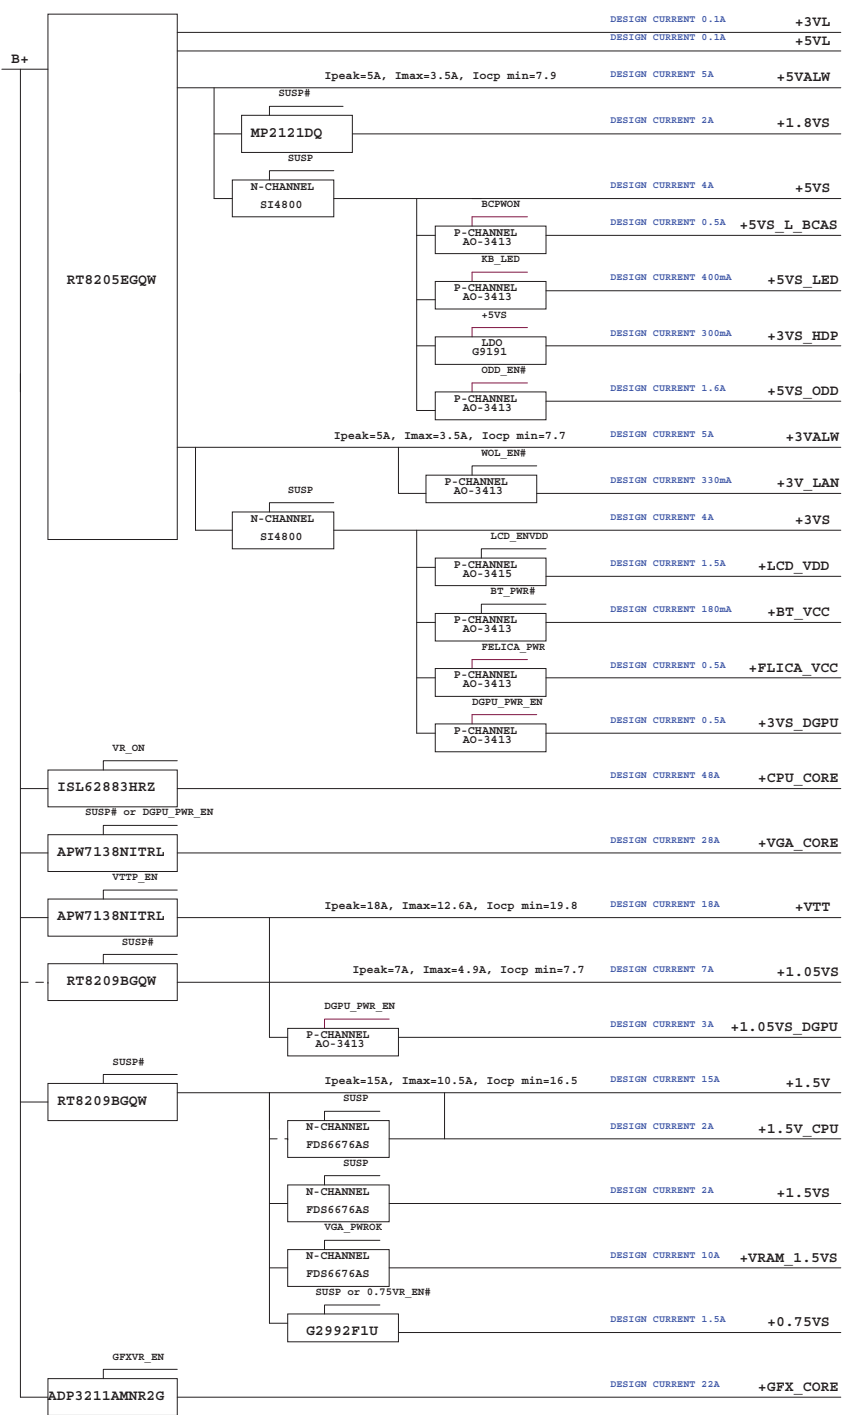 DESIGN CURRENT 0.1A +3VL
DESIGN CURRENT 0.1A +5VL
B+
Ipeak=5A, Imax=3.5A, Iocp min=7.9 DESIGN CURRENT 5A +5VALW
SUSP#
MP2121DQ DESIGN CURRENT 2A +1.8VS
SUSP
N-CHANNEL DESIGN CURRENT 4A +5VS
SI4800
BCPWON
P-CHANNEL DESIGN CURRENT 0.5A +5VS_L_BCAS
AO-3413
KB_LED
RT8205EGQW
P-CHANNEL DESIGN CURRENT 400mA +5VS_LED
AO-3413
+5VS
LDO DESIGN CURRENT 300mA +3VS_HDP
G9191
ODD_EN#
P-CHANNEL DESIGN CURRENT 1.6A +5VS_ODD
AO-3413
Ipeak=5A, Imax=3.5A, Iocp min=7.7 DESIGN CURRENT 5A +3VALW
WOL_EN#
P-CHANNEL DESIGN CURRENT 330mA +3V_LAN
AO-3413
SUSP
N-CHANNEL DESIGN CURRENT 4A +3VS
SI4800
LCD_ENVDD
P-CHANNEL DESIGN CURRENT 1.5A +LCD_VDD
AO-3415
BT_PWR#
P-CHANNEL DESIGN CURRENT 180mA +BT_VCC
AO-3413
FELICA_PWR
P-CHANNEL DESIGN CURRENT 0.5A +FLICA_VCC
AO-3413
DGPU_PWR_EN
P-CHANNEL DESIGN CURRENT 0.5A +3VS_DGPU
AO-3413
VR_ON
ISL62883HRZ DESIGN CURRENT 48A +CPU_CORE
SUSP# or DGPU_PWR_EN
APW7138NITRL DESIGN CURRENT 28A +VGA_CORE
VTTP_EN
APW7138NITRL Ipeak=18A, Imax=12.6A, Iocp min=19.8 DESIGN CURRENT 18A +VTT
SUSP#
RT8209BGQW Ipeak=7A, Imax=4.9A, Iocp min=7.7 DESIGN CURRENT 7A +1.05VS
DGPU_PWR_EN
P-CHANNEL DESIGN CURRENT 3A +1.05VS_DGPU
AO-3413
SUSP#
RT8209BGQW Ipeak=15A, Imax=10.5A, Iocp min=16.5 DESIGN CURRENT 15A +1.5V
SUSP
N-CHANNEL DESIGN CURRENT 2A +1.5V_CPU
FDS6676AS
SUSP
N-CHANNEL DESIGN CURRENT 2A +1.5VS
FDS6676AS
VGA_PWROK
N-CHANNEL DESIGN CURRENT 10A +VRAM_1.5VS
FDS6676AS
SUSP or 0.75VR_EN#
G2992F1U DESIGN CURRENT 1.5A +0.75VS
GFXVR_EN
ADP3211AMNR2G DESIGN CURRENT 22A +GFX_CORE